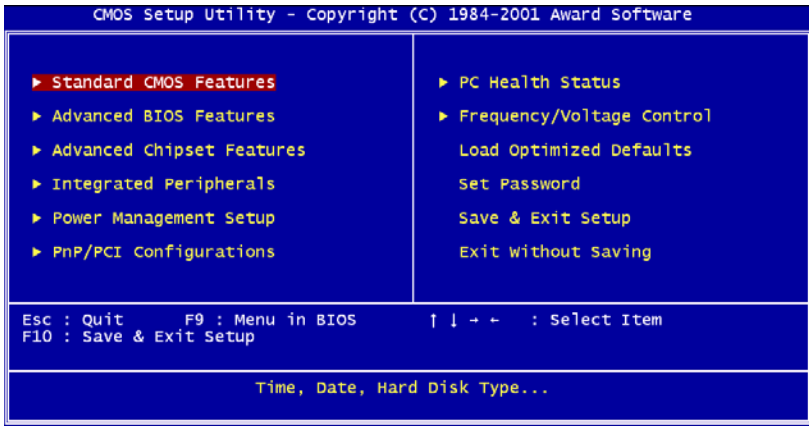 CMOS Setup Utility - Copyright (C) 1984-2001 Award Software
► Standard CMOS Features
► Advanced BIOS Features
► Advanced Chipset Features
► Integrated Peripherals
► Power Management Setup
► PnP/PCI Configurations
► PC Health Status
► Frequency/Voltage Control
Load Optimized Defaults
Set Password
Save & Exit Setup
Exit Without Saving
Esc : Quit F9 : Menu in BIOS ↑ ↓ → ← : Select Item
F10 : Save & Exit Setup
Time, Date, Hard Disk Type...